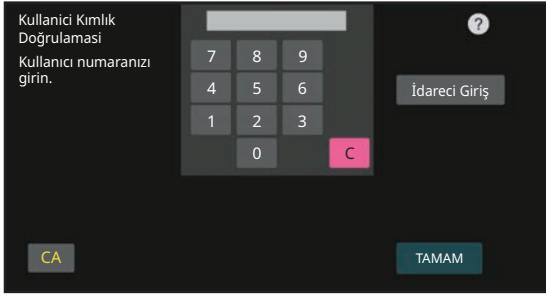 Kullanici Kımlık
Doğrulamasi
Kullanıcı numaranızı
girin.
?
7 8 9
4 5 6
İdareci Giriş
1 2 3
0 C
CA
TAMAM